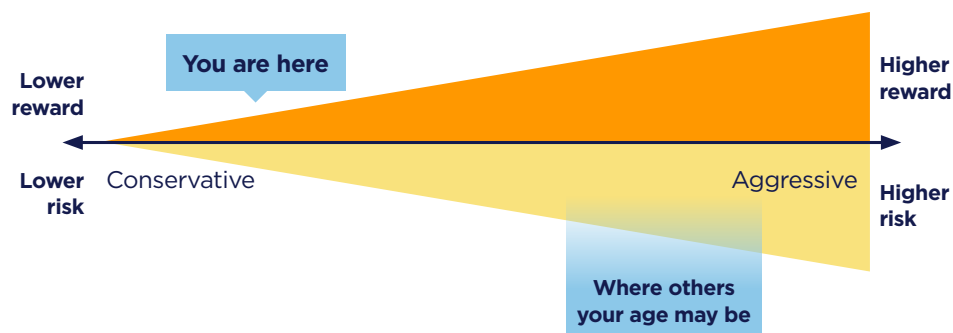 You are here
Lower
reward
Higher
reward
Lower
risk
Conservative
Aggressive
Higher
risk
Where others
your age may be